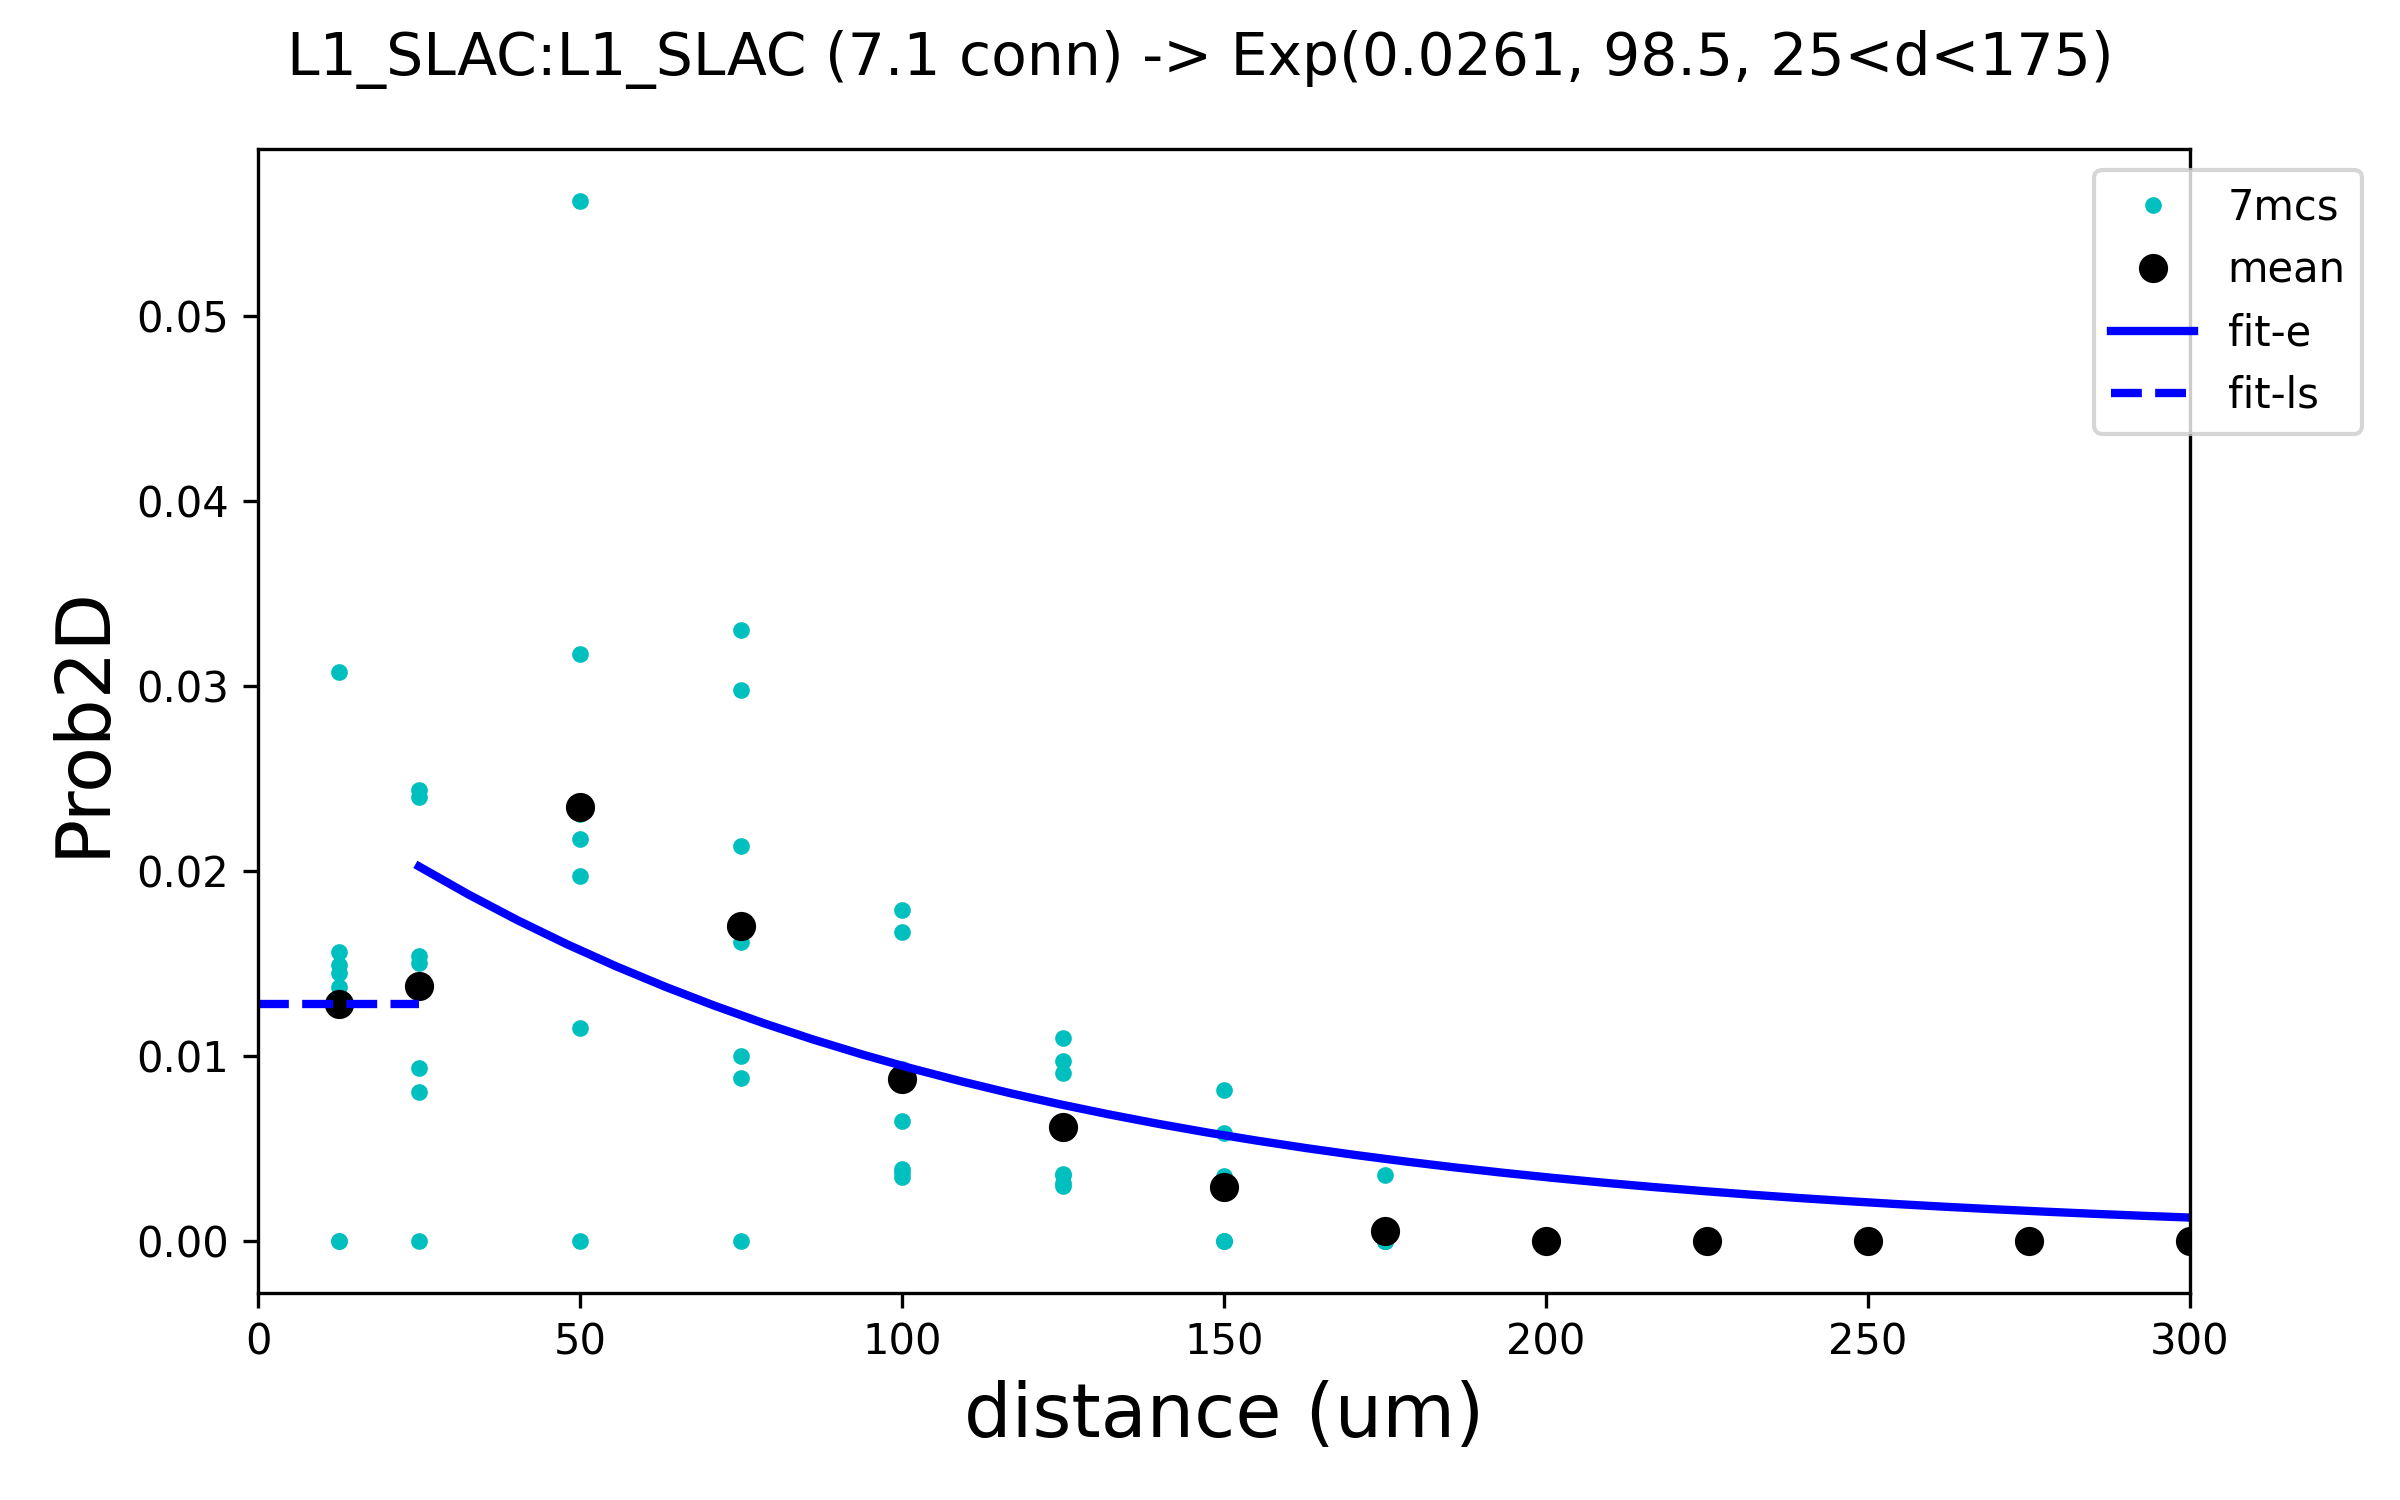 L1_SLAC:L1_SLAC (7.1 conn) -> Exp(0.0261, 98.5, 25<d<175)
7mcs
mean
fit-e
fit-ls
0.05
0.04
0.03
0.02
0.01
0.00
Prob2D
0 50 100 150 200 250 300
distance (um)